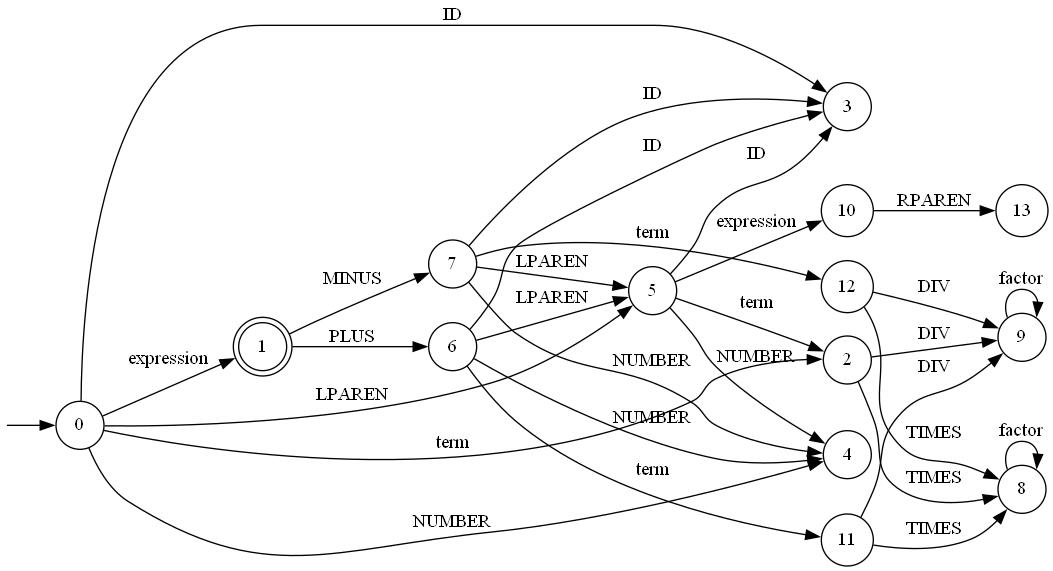 ID
ID
3
ID
ID
10
RPAREN
13
expression
term
7
LPAREN
MINUS
5
12
DIV
factor
LPAREN
term
9
1
PLUS
6
DIV
expression
NUMBER
NUMBER
2
DIV
LPAREN
0
NUMBER
TIMES
factor
term
4
term
TIMES
8
NUMBER
11
TIMES